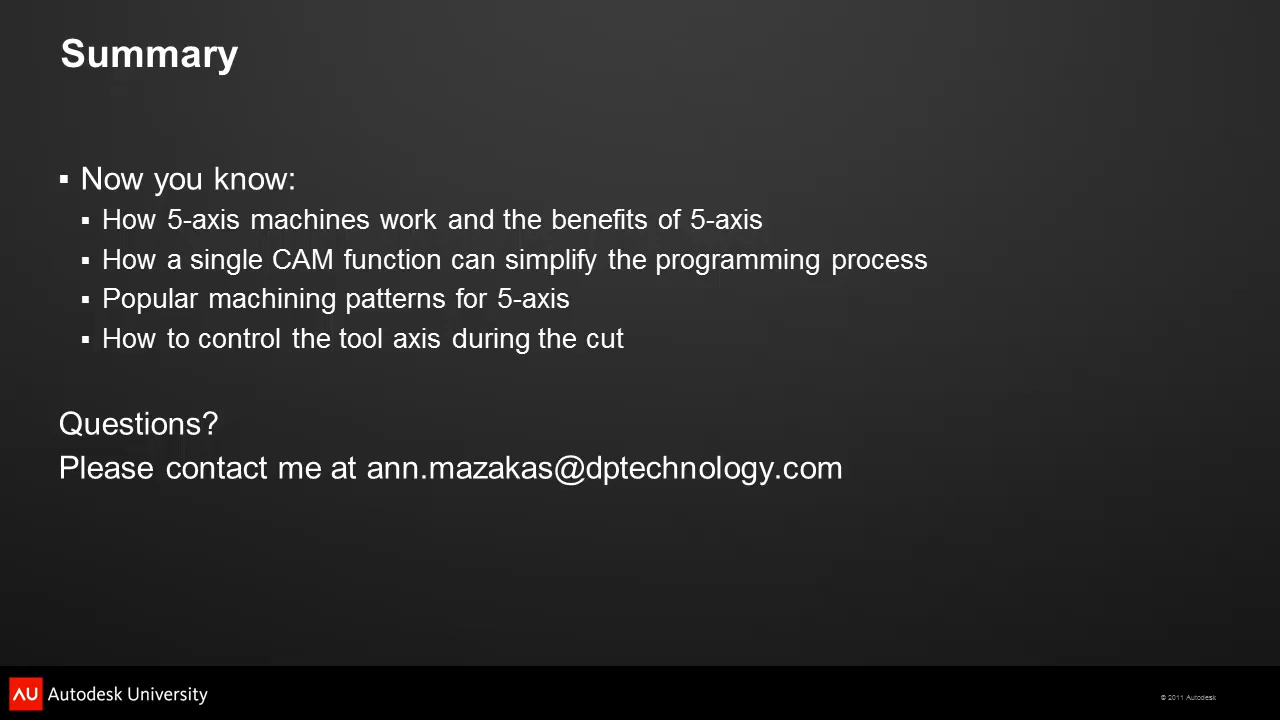 Summary
▪ Now you know:
▪ How 5-axis machines work and the benefits of 5-axis
▪ How a single CAM function can simplify the programming process
▪ Popular machining patterns for 5-axis
▪ How to control the tool axis during the cut
Questions?
Please contact me at ann.mazakas@dptechnology.com
AU Autodesk University
© 2011 Autodesk